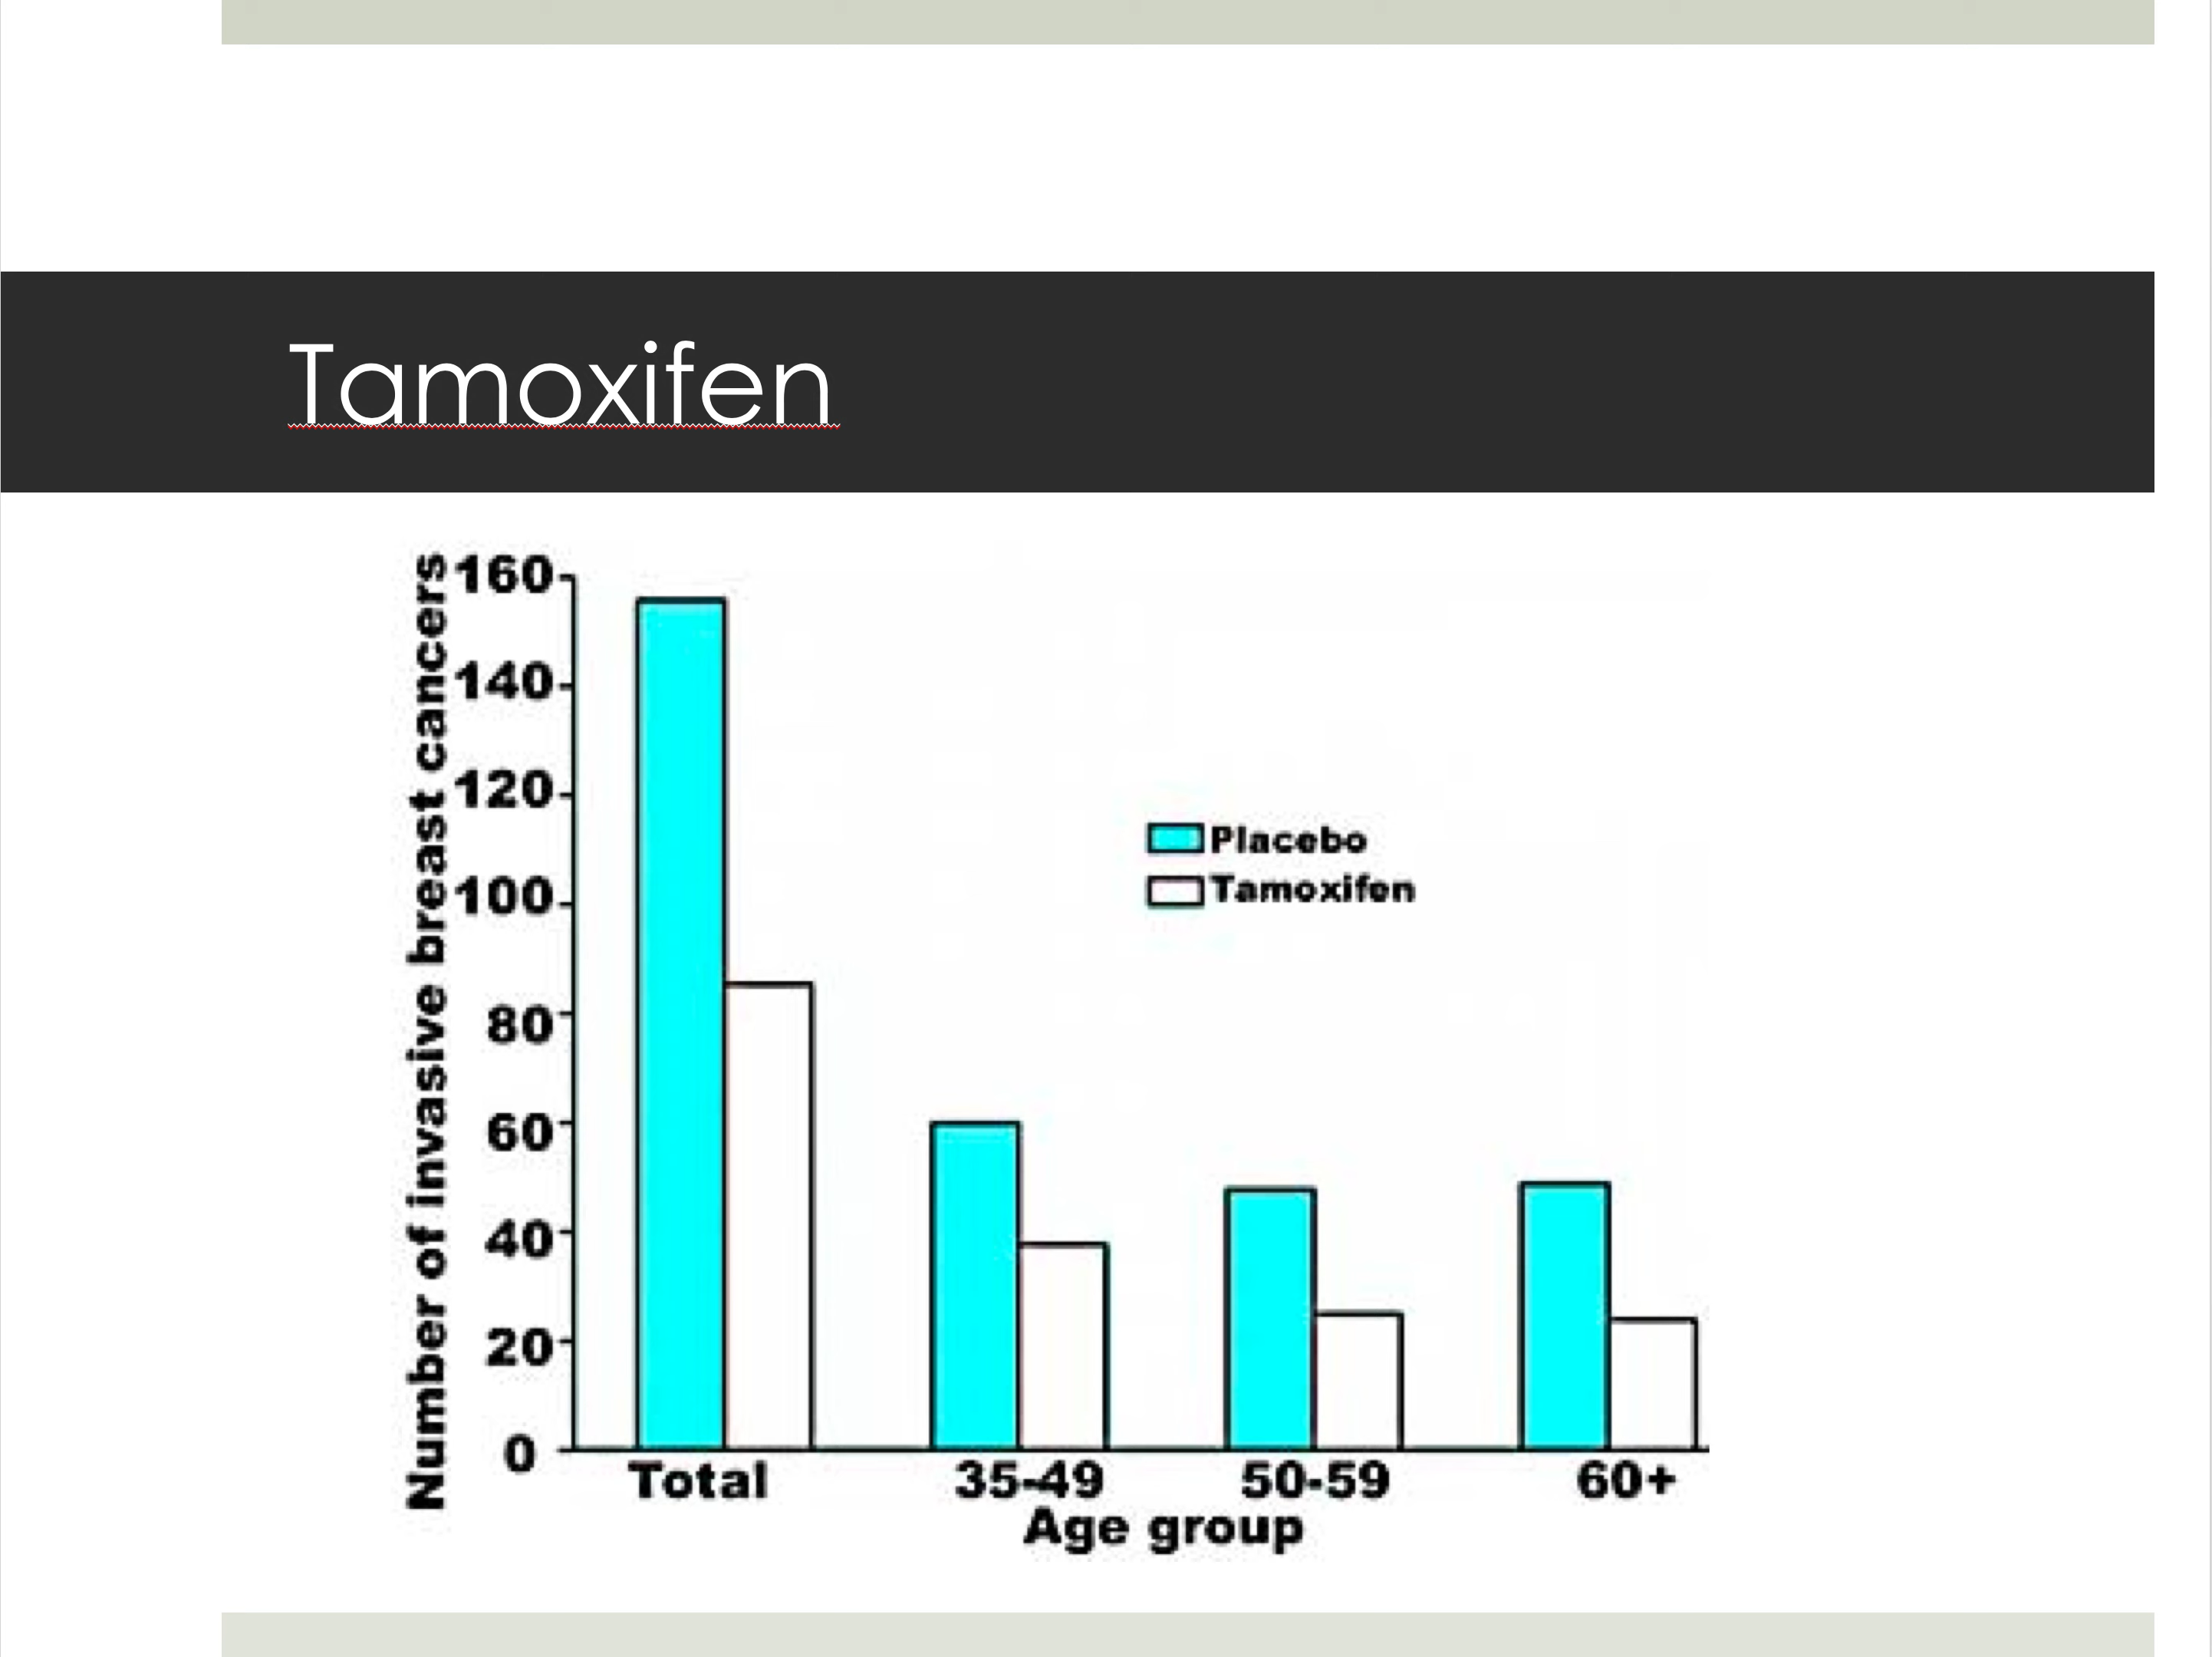 Tamoxifen
Number of invasive breast cancers
160
140
120
100
80
60
40
20
0
Placebo
Tamoxifen
Total 35-49 50-59 60+
Age group